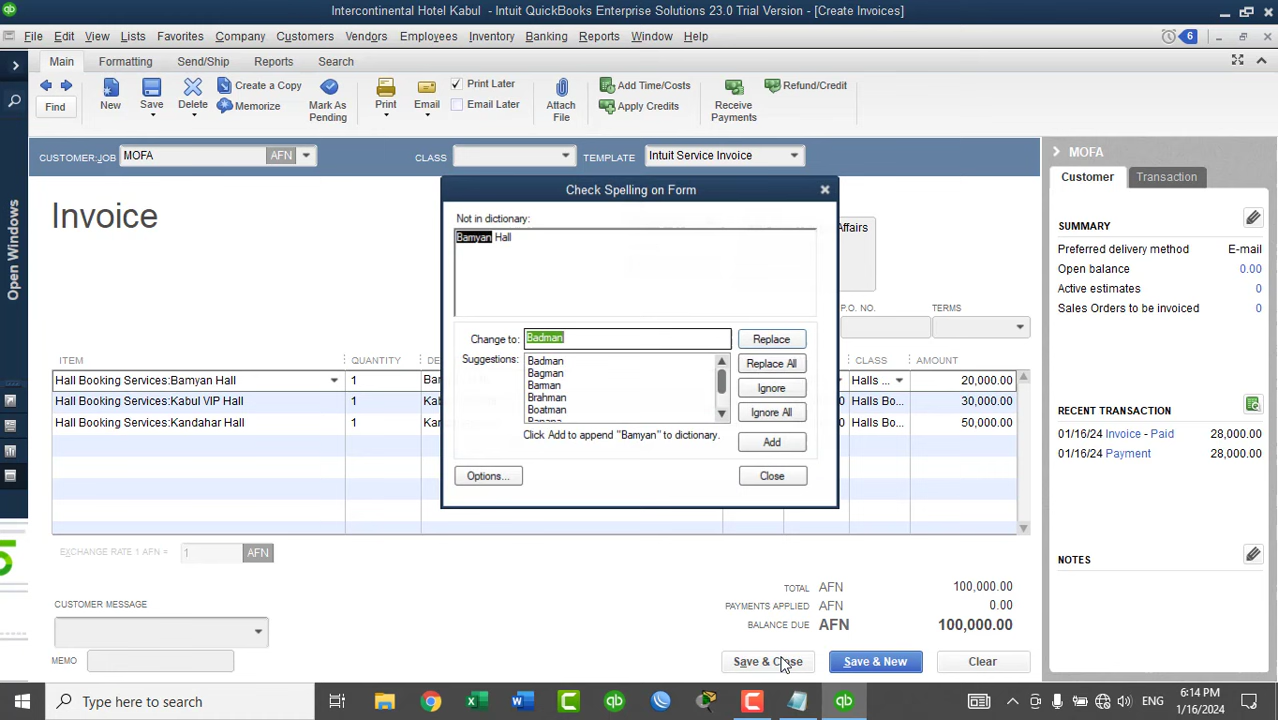 Intercontinental Hotel Kabul - Intuit QuickBooks Enterprise Solutions 23.0 Trial Version - [Create Invoices]
File Edit View Lists Favorites Company Customers Vendors Employees Inventory Banking Reports Window Help
6
Main Formatting Send/Ship Reports Search
Find
New
Save
Delete
Create a Copy
Memorize
Mark As Pending
Print
Email
Print Later
Email Later
Attach File
Add Time/Costs
Apply Credits
Receive Payments
Refund/Credit
CUSTOMER:JOB MOFA AFN CLASS TEMPLATE Intuit Service Invoice
Open Windows
Invoice
Affairs
P.O. NO. TERMS
ITEM QUANTITY CLASS AMOUNT
Hall Booking Services:Bamyan Hall 1 Halls ... 20,000.00
Hall Booking Services:Kabul VIP Hall 1 Halls Bo... 30,000.00
Hall Booking Services:Kandahar Hall 1 Halls Bo... 50,000.00
Check Spelling on Form
Not in dictionary:
Bamyan Hall
Change to: Badman Replace
Suggestions: Replace All
Badman
Bagman
Barman
Brahman
Boatman
Ignore
Ignore All
Click Add to append "Bamyan" to dictionary. Add
Options... Close
EXCHANGE RATE 1 AFN = 1 AFN
TOTAL AFN 100,000.00
PAYMENTS APPLIED AFN 0.00
BALANCE DUE AFN 100,000.00
CUSTOMER MESSAGE
MEMO
Save & Close Save & New Clear
MOFA
Customer Transaction
SUMMARY
Preferred delivery method E-mail
Open balance 0.00
Active estimates 0
Sales Orders to be invoiced 0
RECENT TRANSACTION
01/16/24 Invoice - Paid 28,000.00
01/16/24 Payment 28,000.00
NOTES
Type here to search
ENG
6:14 PM
1/16/2024